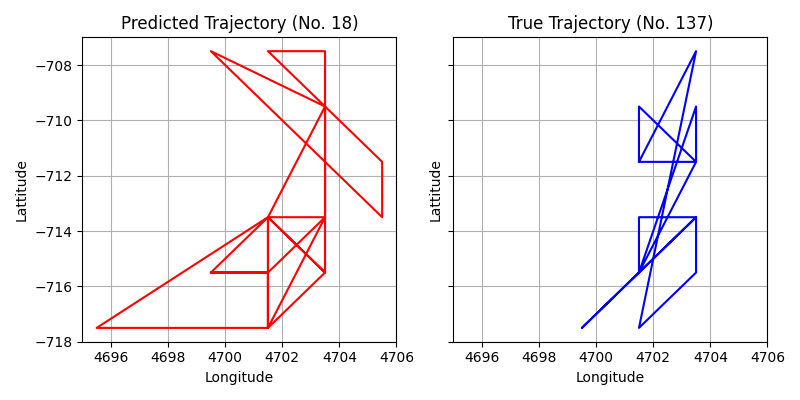 Predicted Trajectory (No. 18)
True Trajectory (No. 137)
−708
−710
−712
−714
−716
−718
Lattitude
Lattitude
4696 4698 4700 4702 4704 4706
4696 4698 4700 4702 4704 4706
Longitude
Longitude